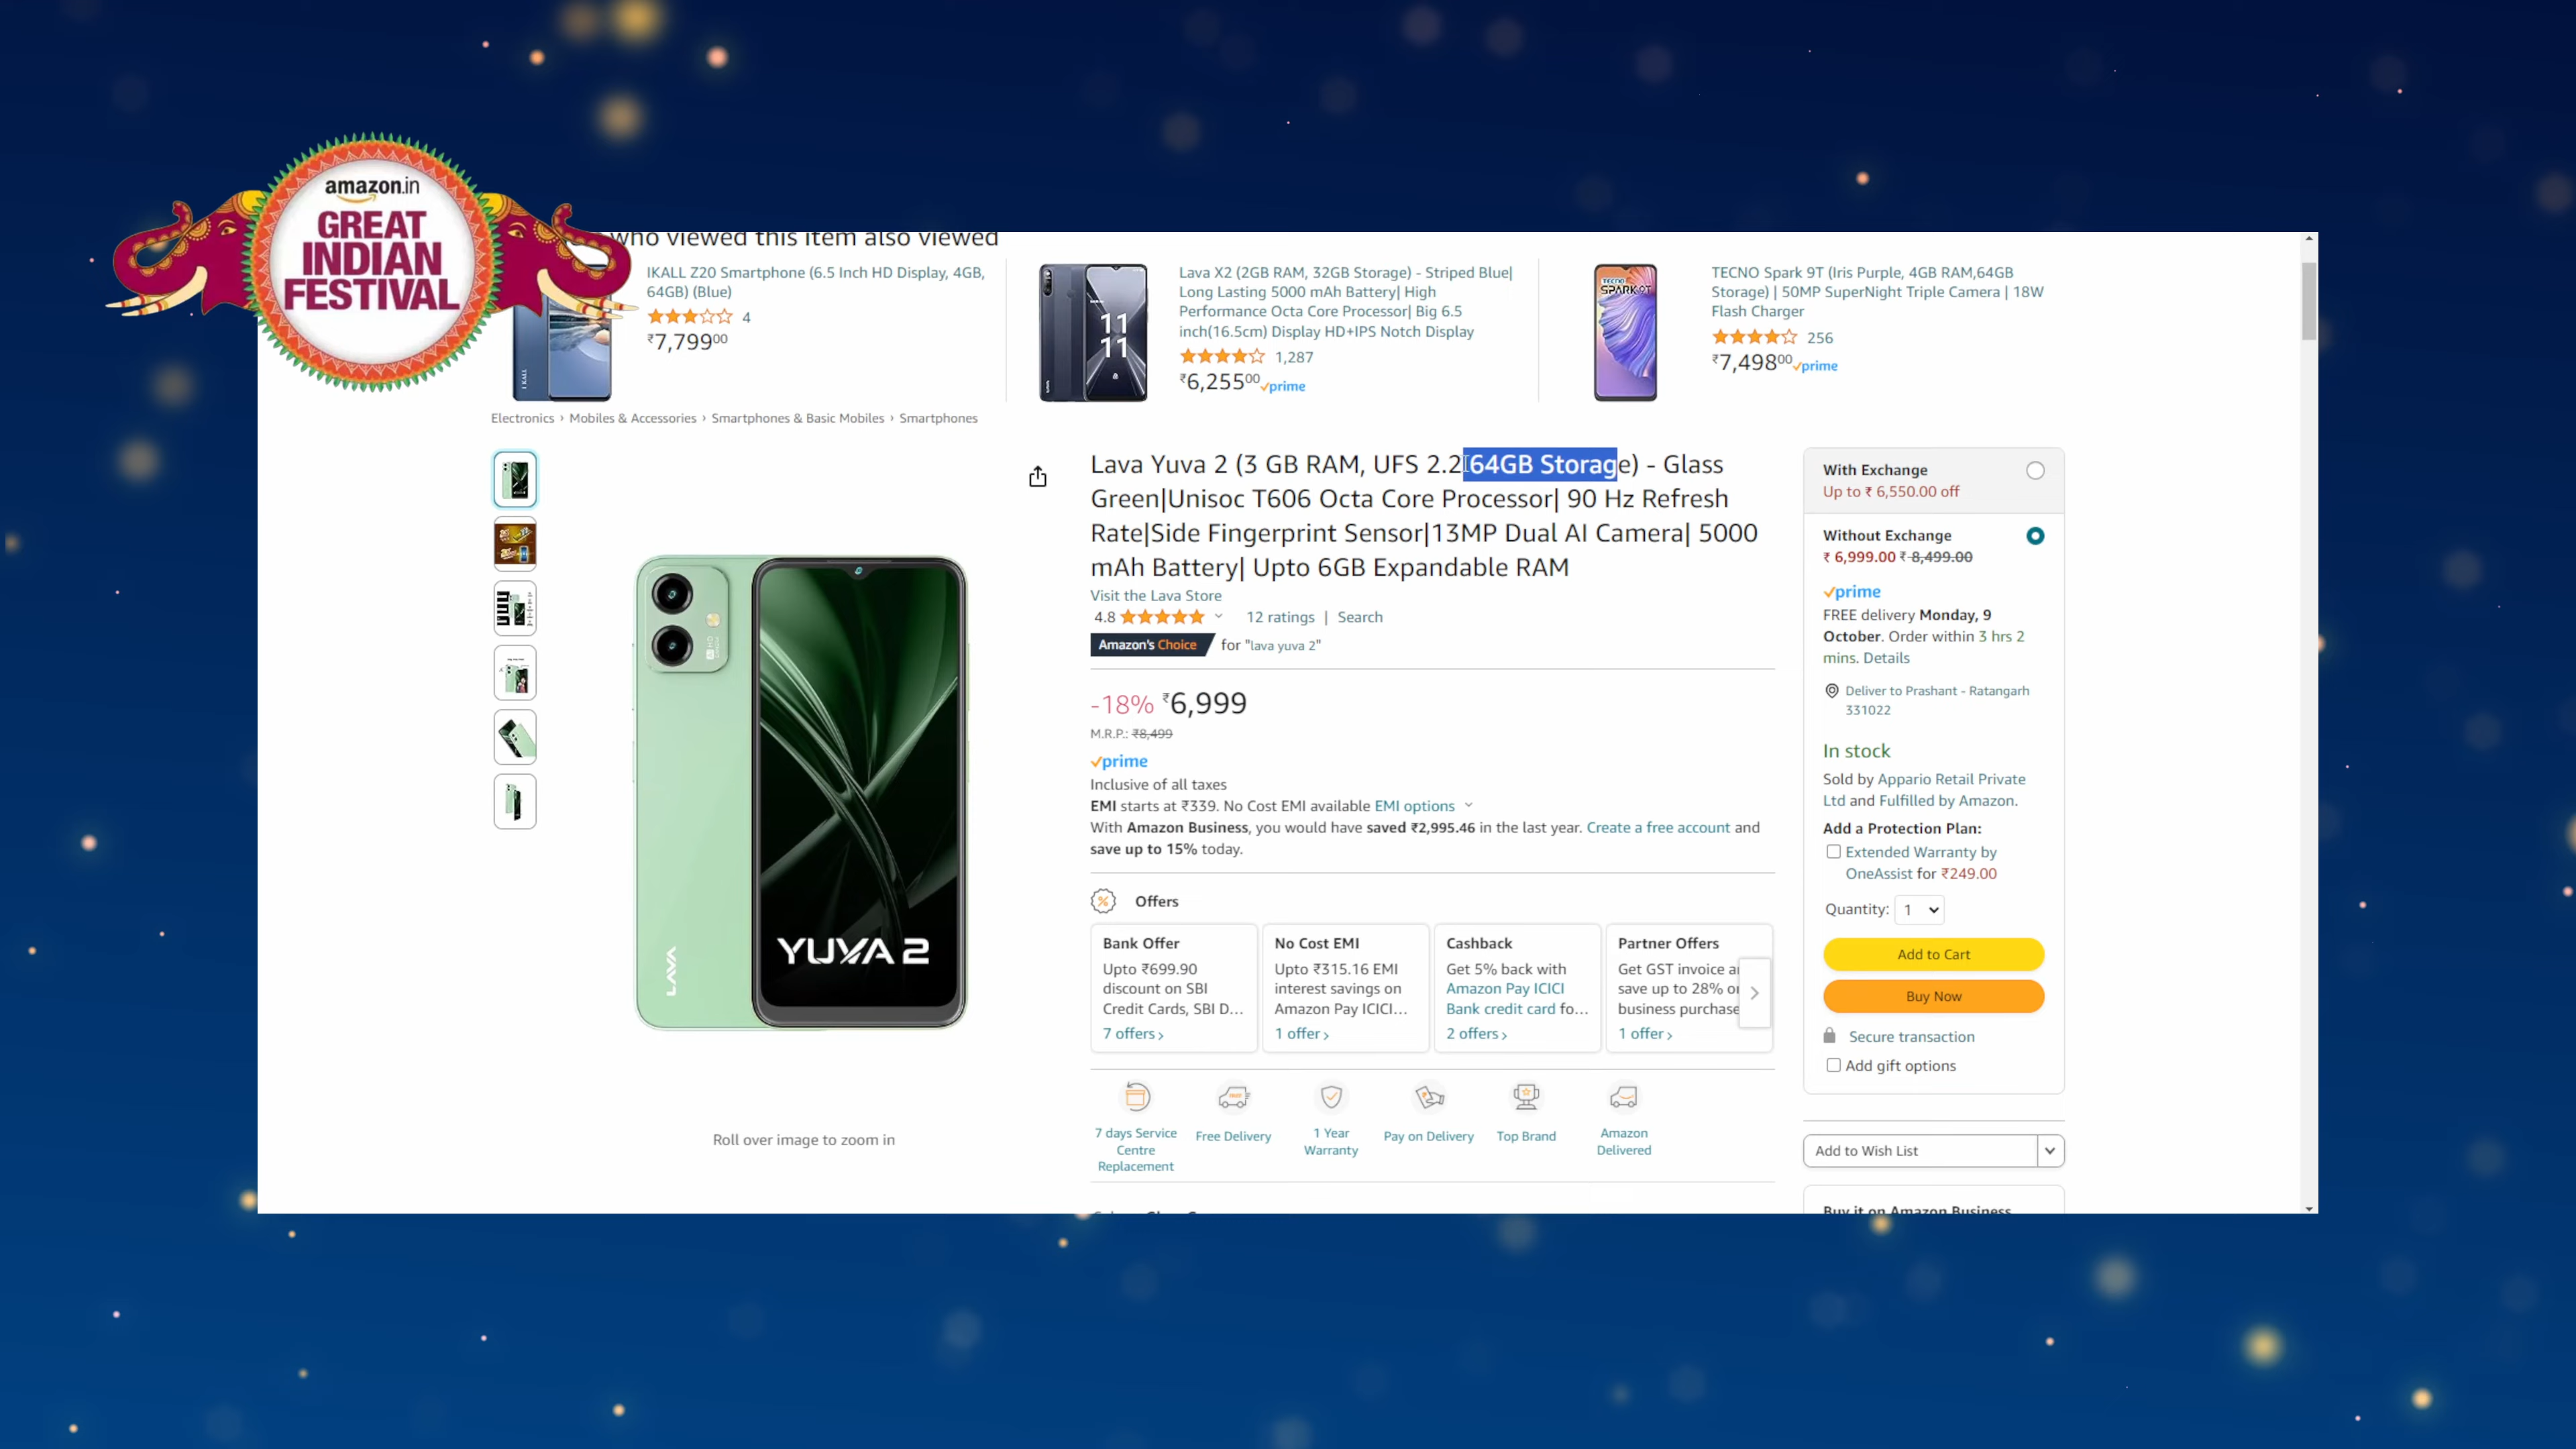 amazon.in
GREAT
INDIAN
FESTIVAL
who viewed this item also viewed
IKALL Z20 Smartphone (6.5 Inch HD Display, 4GB,
64GB) (Blue)
4
₹7,79900
Lava X2 (2GB RAM, 32GB Storage) - Striped Blue|
Long Lasting 5000 mAh Battery| High
Performance Octa Core Processor| Big 6.5
inch(16.5cm) Display HD+IPS Notch Display
1,287
₹6,25500 prime
TECNO Spark 9T (Iris Purple, 4GB RAM,64GB
Storage) | 50MP SuperNight Triple Camera | 18W
Flash Charger
256
₹7,49800 prime
IKALL
11
11
LAVA
TECNO
SPARK 9T
Electronics › Mobiles & Accessories › Smartphones & Basic Mobiles › Smartphones
Lava Yuva 2 (3 GB RAM, UFS 2.2 64GB Storage) - Glass
Green|Unisoc T606 Octa Core Processor| 90 Hz Refresh
Rate|Side Fingerprint Sensor|13MP Dual AI Camera| 5000
mAh Battery| Upto 6GB Expandable RAM
Visit the Lava Store
4.8 12 ratings | Search
Amazon's Choice for "lava yuva 2"
-18% ₹6,999
M.R.P.: ₹8,499
prime
Inclusive of all taxes
EMI starts at ₹339. No Cost EMI available EMI options
With Amazon Business, you would have saved ₹2,995.46 in the last year. Create a free account and
save up to 15% today.
Offers
Bank Offer
Upto ₹699.90
discount on SBI
Credit Cards, SBI D...
7 offers ›
No Cost EMI
Upto ₹315.16 EMI
interest savings on
Amazon Pay ICICI...
1 offer ›
Cashback
Get 5% back with
Amazon Pay ICICI
Bank credit card fo...
2 offers ›
Partner Offers
Get GST invoice
save up to 28%
business purchase
1 offer ›
7 days Service
Centre
Replacement
Free Delivery
1 Year
Warranty
Pay on Delivery
Top Brand
Amazon
Delivered
LAVA
YUVA 2
Roll over image to zoom in
With Exchange
Up to ₹ 6,550.00 off
Without Exchange
₹ 6,999.00 ₹ 8,499.00
prime
FREE delivery Monday, 9
October. Order within 3 hrs 2
mins. Details
Deliver to Prashant - Ratangarh
331022
In stock
Sold by Appario Retail Private
Ltd and Fulfilled by Amazon.
Add a Protection Plan:
Extended Warranty by
OneAssist for ₹249.00
Quantity: 1
Add to Cart
Buy Now
Secure transaction
Add gift options
Add to Wish List
Buy it on Amazon Business